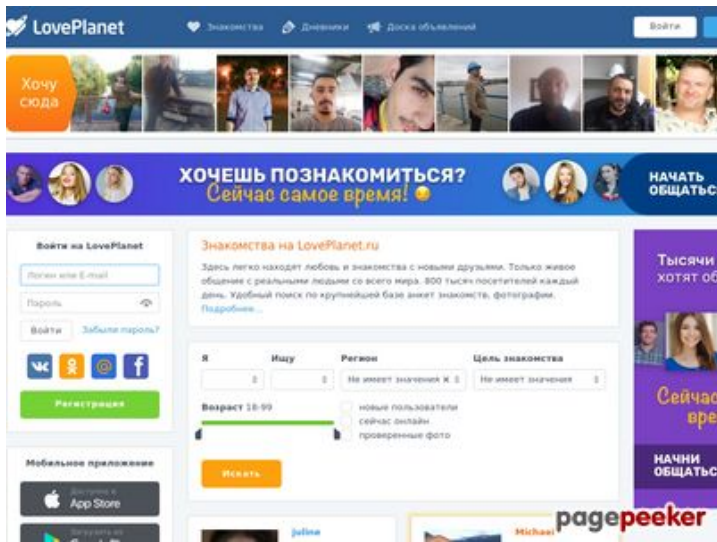 LovePlanet
Знакомства
Дневники
Доска объявлений
Войти
Хочу
сюда
ХОЧЕШЬ ПОЗНАКОМИТЬСЯ?
Сейчас самое время!
НАЧАТЬ
ОБЩАТЬС
Войти на LovePlanet
Логин или E-mail
Пароль
Войти
Забыли пароль?
Регистрация
Мобильное приложение
Доступно в
App Store
Знакомства на LovePlanet.ru
Здесь легко находят любовь и знакомства с новыми друзьями. Только живое
общение с реальными людьми со всего мира. 800 тысяч посетителей каждый
день. Удобный поиск по крупнейшей базе анкет знакомств, фотографии.
Подробнее...
Я
Ищу
Регион
Цель знакомства
Не имеет значения
Не имеет значения
Возраст 18-99
новые пользователи
сейчас онлайн
проверенные фото
Искать
Juline
Michael
Тысячи
хотят об
Сейчас
вре
НАЧНИ
ОБЩАТЬС
pagepeeker